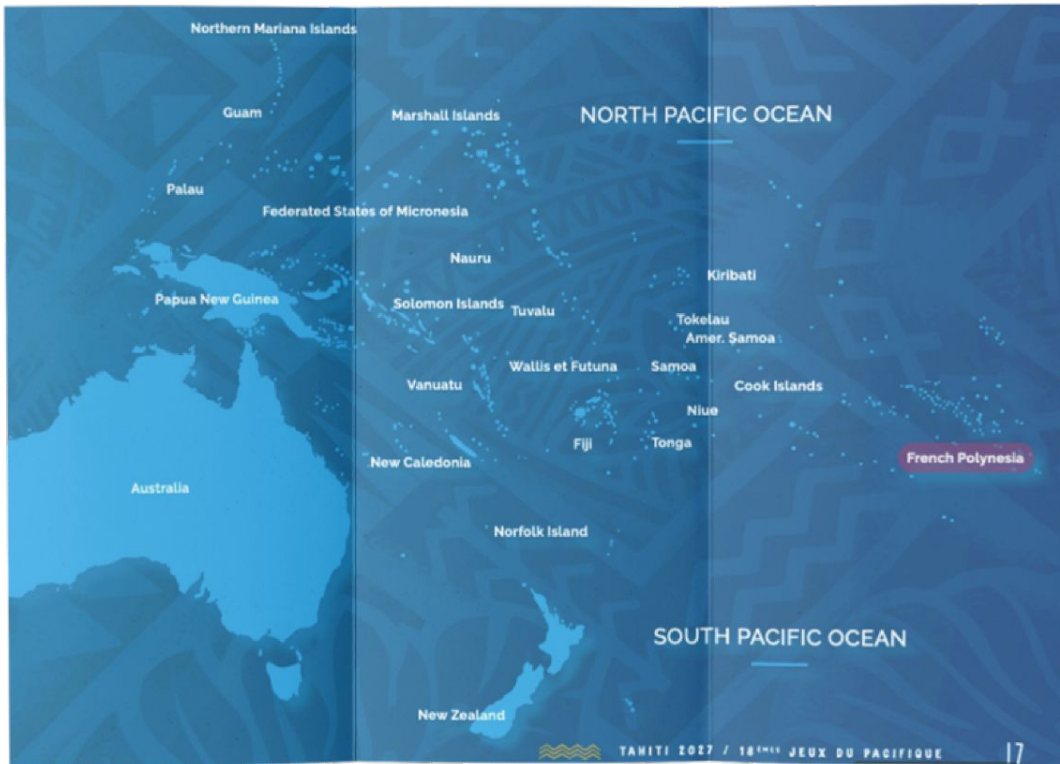 Northern Mariana Islands
Guam
Marshall Islands
NORTH PACIFIC OCEAN
Palau
Federated States of Micronesia
Nauru
Kiribati
Papua New Guinea
Solomon Islands
Tuvalu
Tokelau
Amer. Samoa
Wallis et Futuna
Samoa
Vanuatu
Cook Islands
Niue
Fiji
Tonga
New Caledonia
French Polynesia
Australia
Norfolk Island
SOUTH PACIFIC OCEAN
New Zealand
TAHITI 2027 / 18ÈMES JEUX DU PACIFIQUE
17